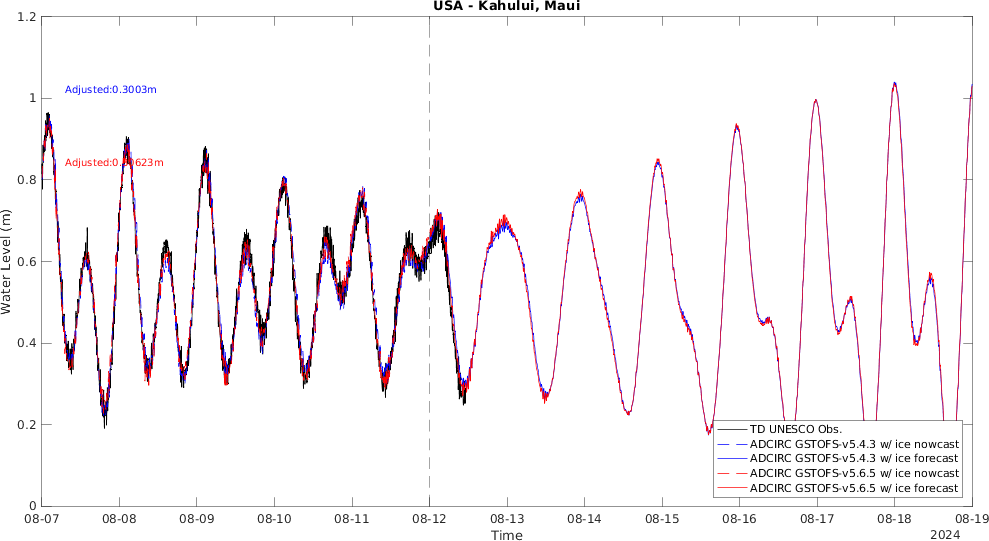 USA - Kahului, Maui
1.2
1
0.8
0.6
0.4
0.2
0
Water Level (m)
Adjusted:0.3003m
08-07 08-08 08-09 08-10 08-11 08-12 08-13 08-14 08-15 08-16 08-17 08-18 08-19
Time
2024
TD UNESCO Obs.
ADCIRC GSTOFS-v5.4.3 w/ ice nowcast
ADCIRC GSTOFS-v5.4.3 w/ ice forecast
ADCIRC GSTOFS-v5.6.5 w/ ice nowcast
ADCIRC GSTOFS-v5.6.5 w/ ice forecast